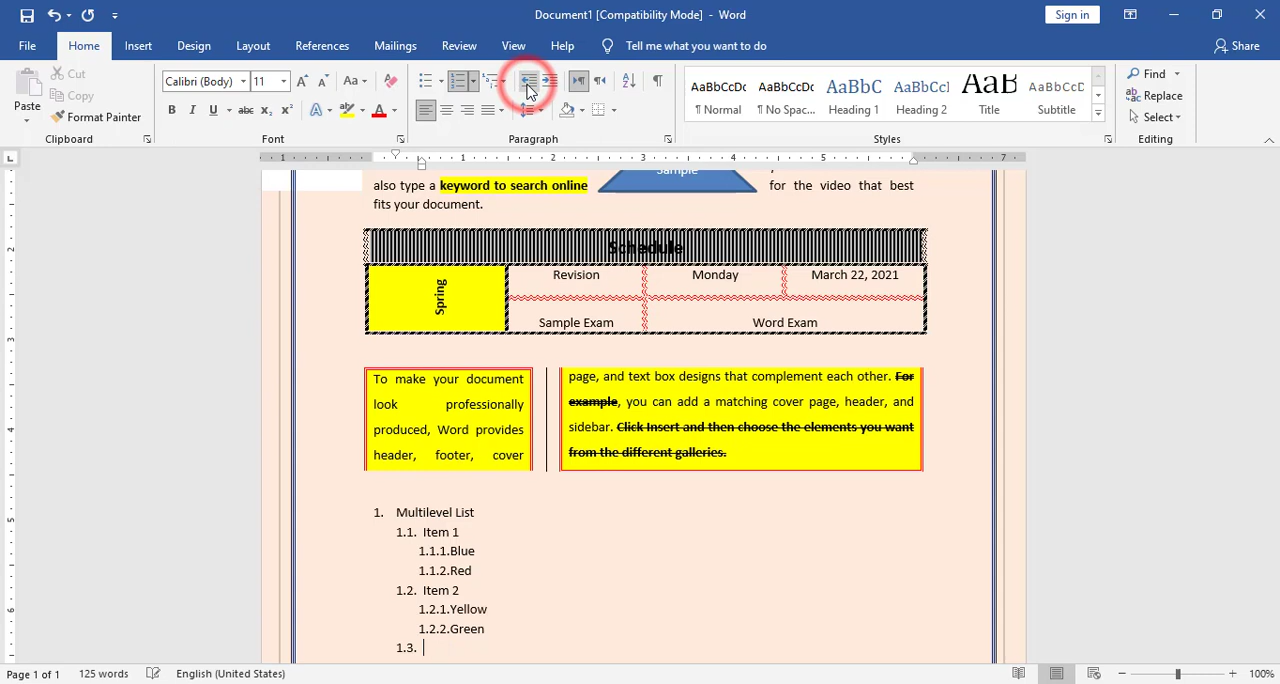 Document1 [Compatibility Mode] - Word
Sign in
File Home Insert Design Layout References Mailings Review View Help Tell me what you want to do Share
Paste
Cut
Copy
Format Painter
Clipboard
Calibri (Body) 11
Font
Paragraph
AaBbCcDc AaBbCcDc AaBbC AaBbCcl AaB AaBbCcD
¶ Normal ¶ No Spac... Heading 1 Heading 2 Title Subtitle
Styles
Find
Replace
Select
Editing
1 1 2 3 4 5 7
Sample
also type a keyword to search online for the video that best
fits your document.
Schedule
Spring
Revision Monday March 22, 2021
Sample Exam Word Exam
To make your document
look professionally
produced, Word provides
header, footer, cover
page, and text box designs that complement each other. For
example, you can add a matching cover page, header, and
sidebar. Click Insert and then choose the elements you want
from the different galleries.
1. Multilevel List
1.1. Item 1
1.1.1.Blue
1.1.2.Red
1.2. Item 2
1.2.1.Yellow
1.2.2.Green
1.3.
Page 1 of 1 125 words English (United States) 100%